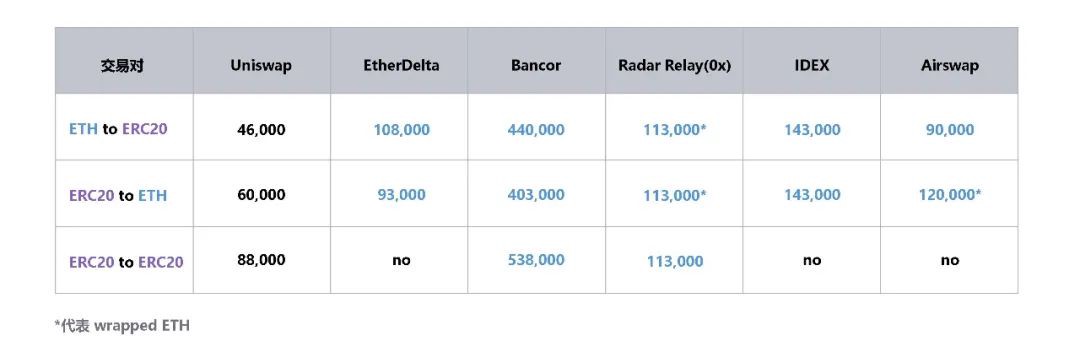 交易对 Uniswap EtherDelta Bancor Radar Relay(0x) IDEX Airswap
ETH to ERC20 46,000 108,000 440,000 113,000* 143,000 90,000
ERC20 to ETH 60,000 93,000 403,000 113,000* 143,000 120,000*
ERC20 to ERC20 88,000 no 538,000 113,000 no no
*代表 wrapped ETH